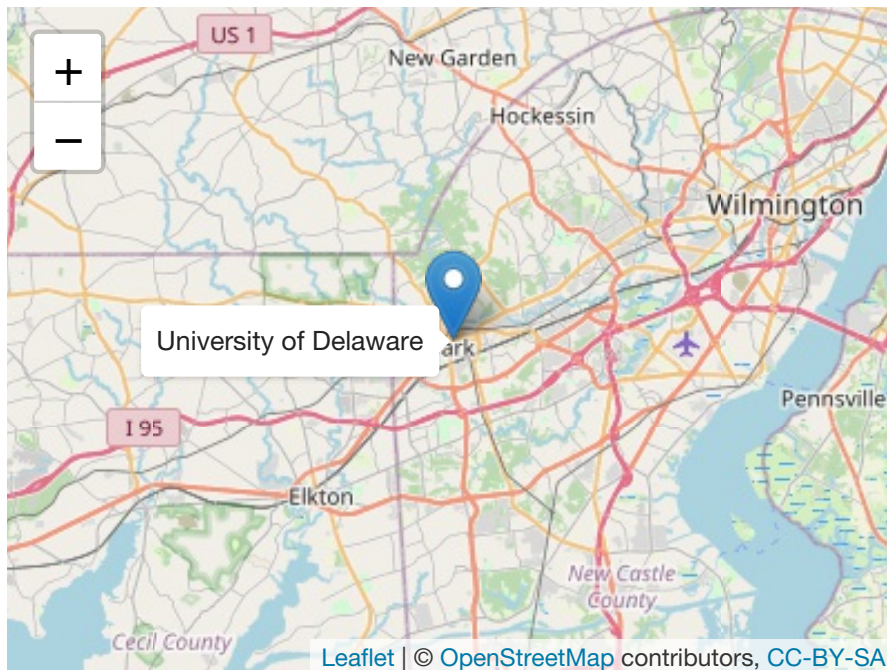 US 1
+
New Garden
Hockessin
−
Wilmington
University of Delaware
ark
Pennsville
I 95
Elkton
New Castle
County
Cecil County
Leaflet | © OpenStreetMap contributors, CC-BY-SA